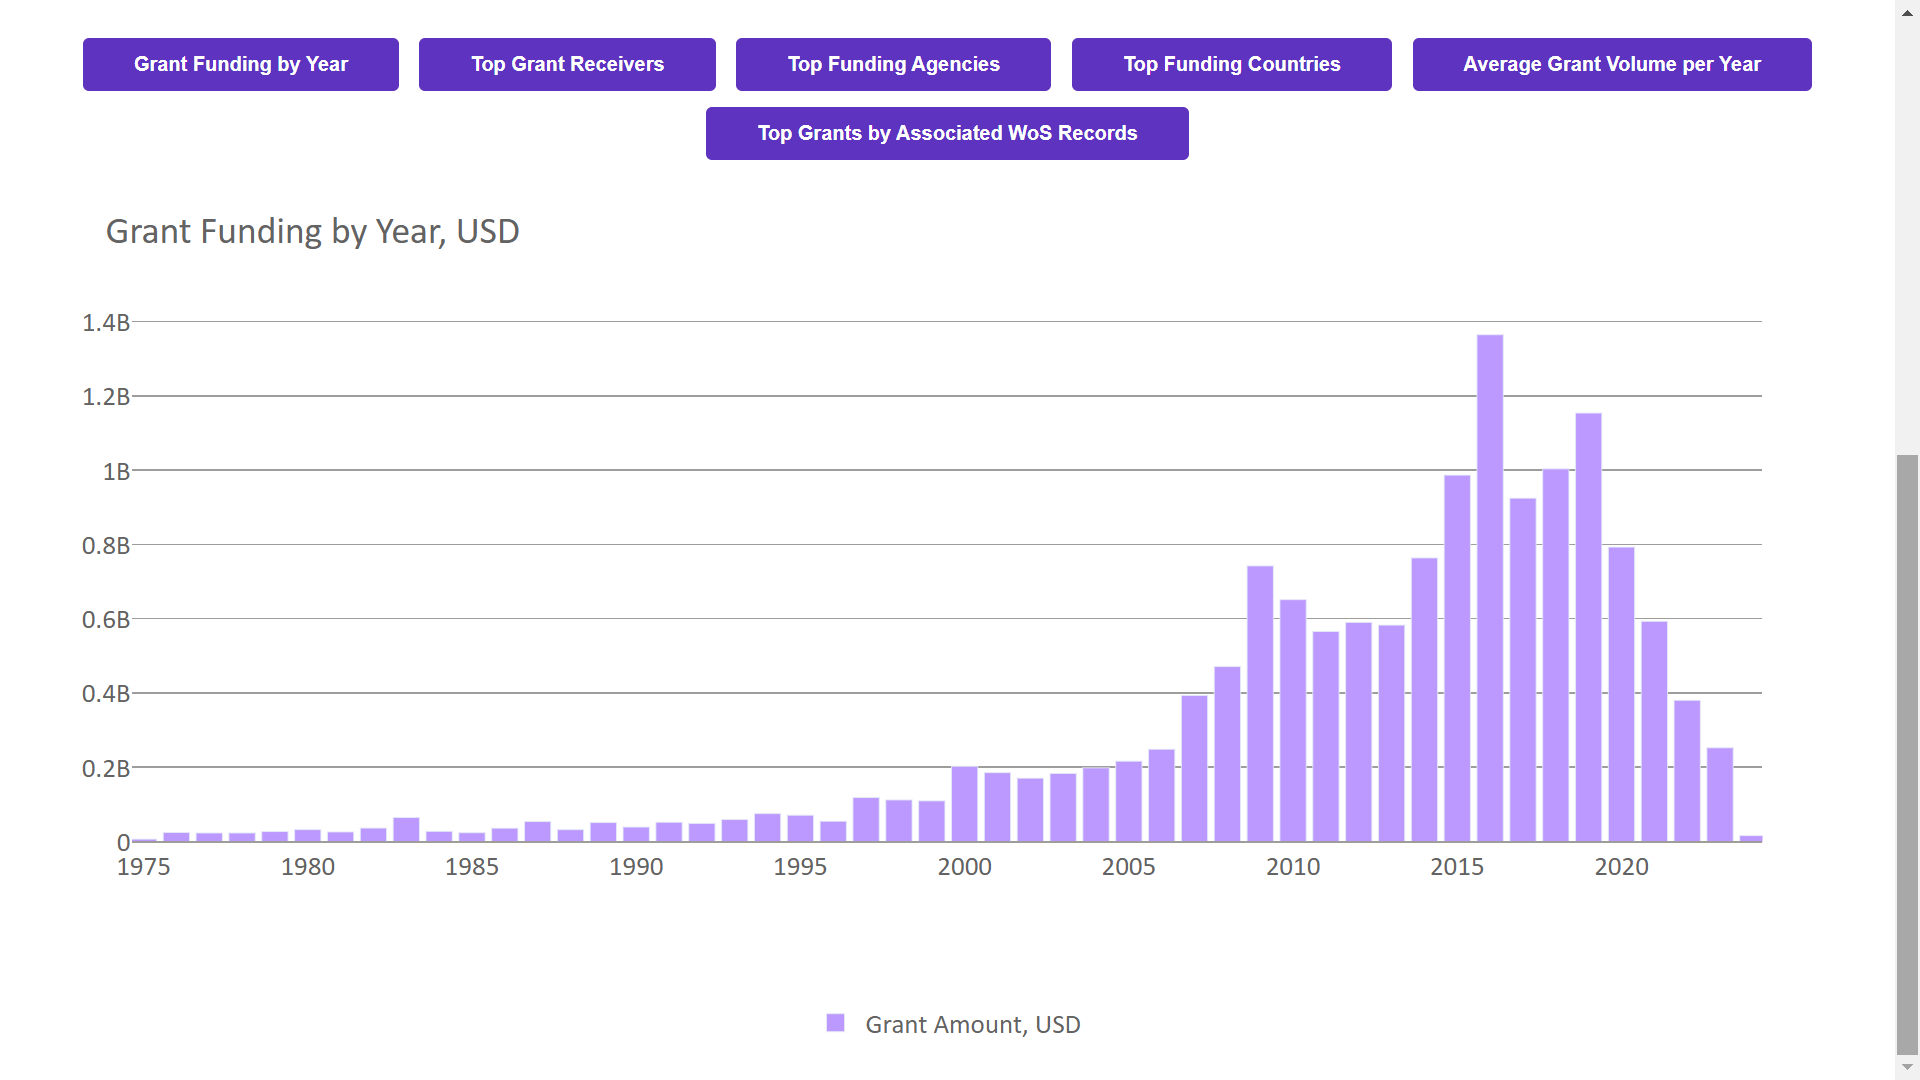 Grant Funding by Year
Top Grant Receivers
Top Funding Agencies
Top Funding Countries
Average Grant Volume per Year
Top Grants by Associated WoS Records
Grant Funding by Year, USD
1.4B
1.2B
1B
0.8B
0.6B
0.4B
0.2B
0
1975 1980 1985 1990 1995 2000 2005 2010 2015 2020
Grant Amount, USD